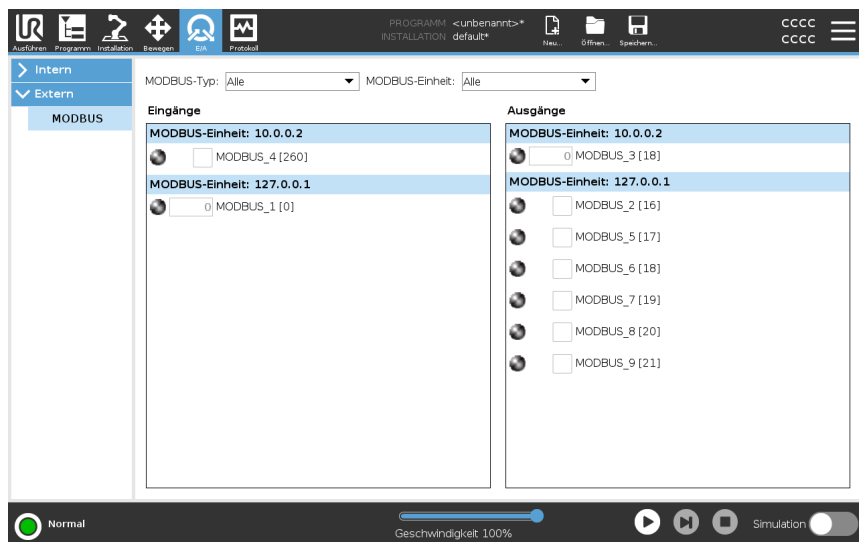 PROGRAMM <unbenannt>*
INSTALLATION default*
CCCC
CCCC
Ausführen Programm Installation Bewegen E/A Protokoll Neu... Öffnen... Speichern...
Intern
Extern
MODBUS
MODBUS-Typ: Alle MODBUS-Einheit: Alle
Eingänge
MODBUS-Einheit: 10.0.0.2
MODBUS_4 [260]
MODBUS-Einheit: 127.0.0.1
0 MODBUS_1 [0]
Ausgänge
MODBUS-Einheit: 10.0.0.2
0 MODBUS_3 [18]
MODBUS-Einheit: 127.0.0.1
MODBUS_2 [16]
MODBUS_5 [17]
MODBUS_6 [18]
MODBUS_7 [19]
MODBUS_8 [20]
MODBUS_9 [21]
Normal
Geschwindigkeit 100%
Simulation